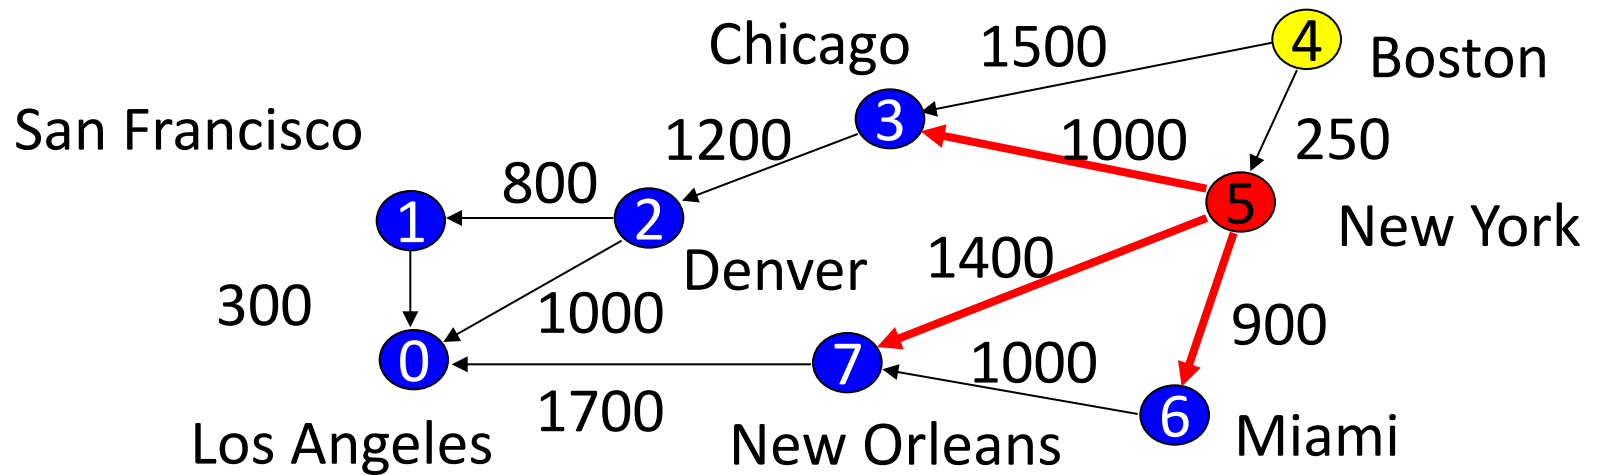 Chicago
1500
4
Boston
San Francisco
1200
3
1000
250
800
1
2
5
New York
Denver
1400
300
1000
900
0
7
1000
1700
6
Los Angeles
New Orleans
Miami